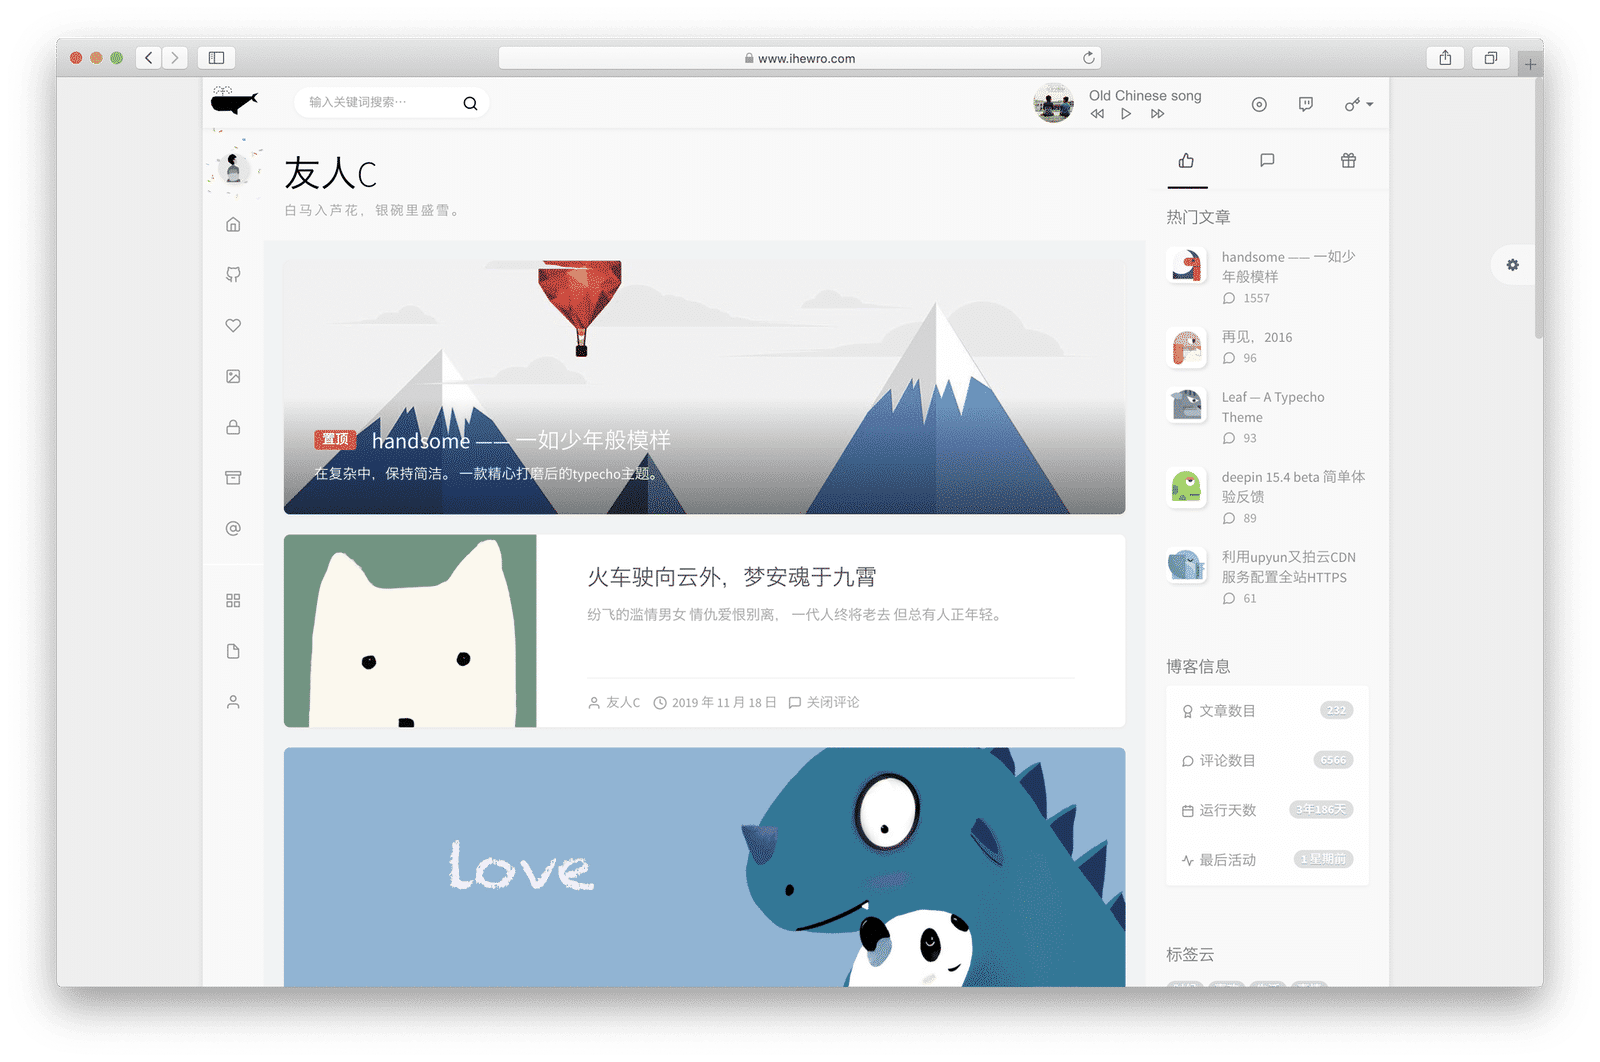 www.ihewro.com
输入关键词搜索…
Old Chinese song
友人C
白马入芦花，银碗里盛雪。
置顶 handsome —— 一如少年般模样
在复杂中，保持简洁。一款精心打磨后的typecho主题。
火车驶向云外，梦安魂于九霄
纷飞的滥情男女 情仇爱恨别离， 一代人终将老去 但总有人正年轻。
友人C 2019 年 11 月 18 日 关闭评论
love
热门文章
handsome —— 一如少
年般模样
1557
再见，2016
96
Leaf — A Typecho
Theme
93
deepin 15.4 beta 简单体
验反馈
89
利用upyun又拍云CDN
服务配置全站HTTPS
61
博客信息
文章数目 232
评论数目 6566
运行天数 3年186天
最后活动 1 星期前
标签云